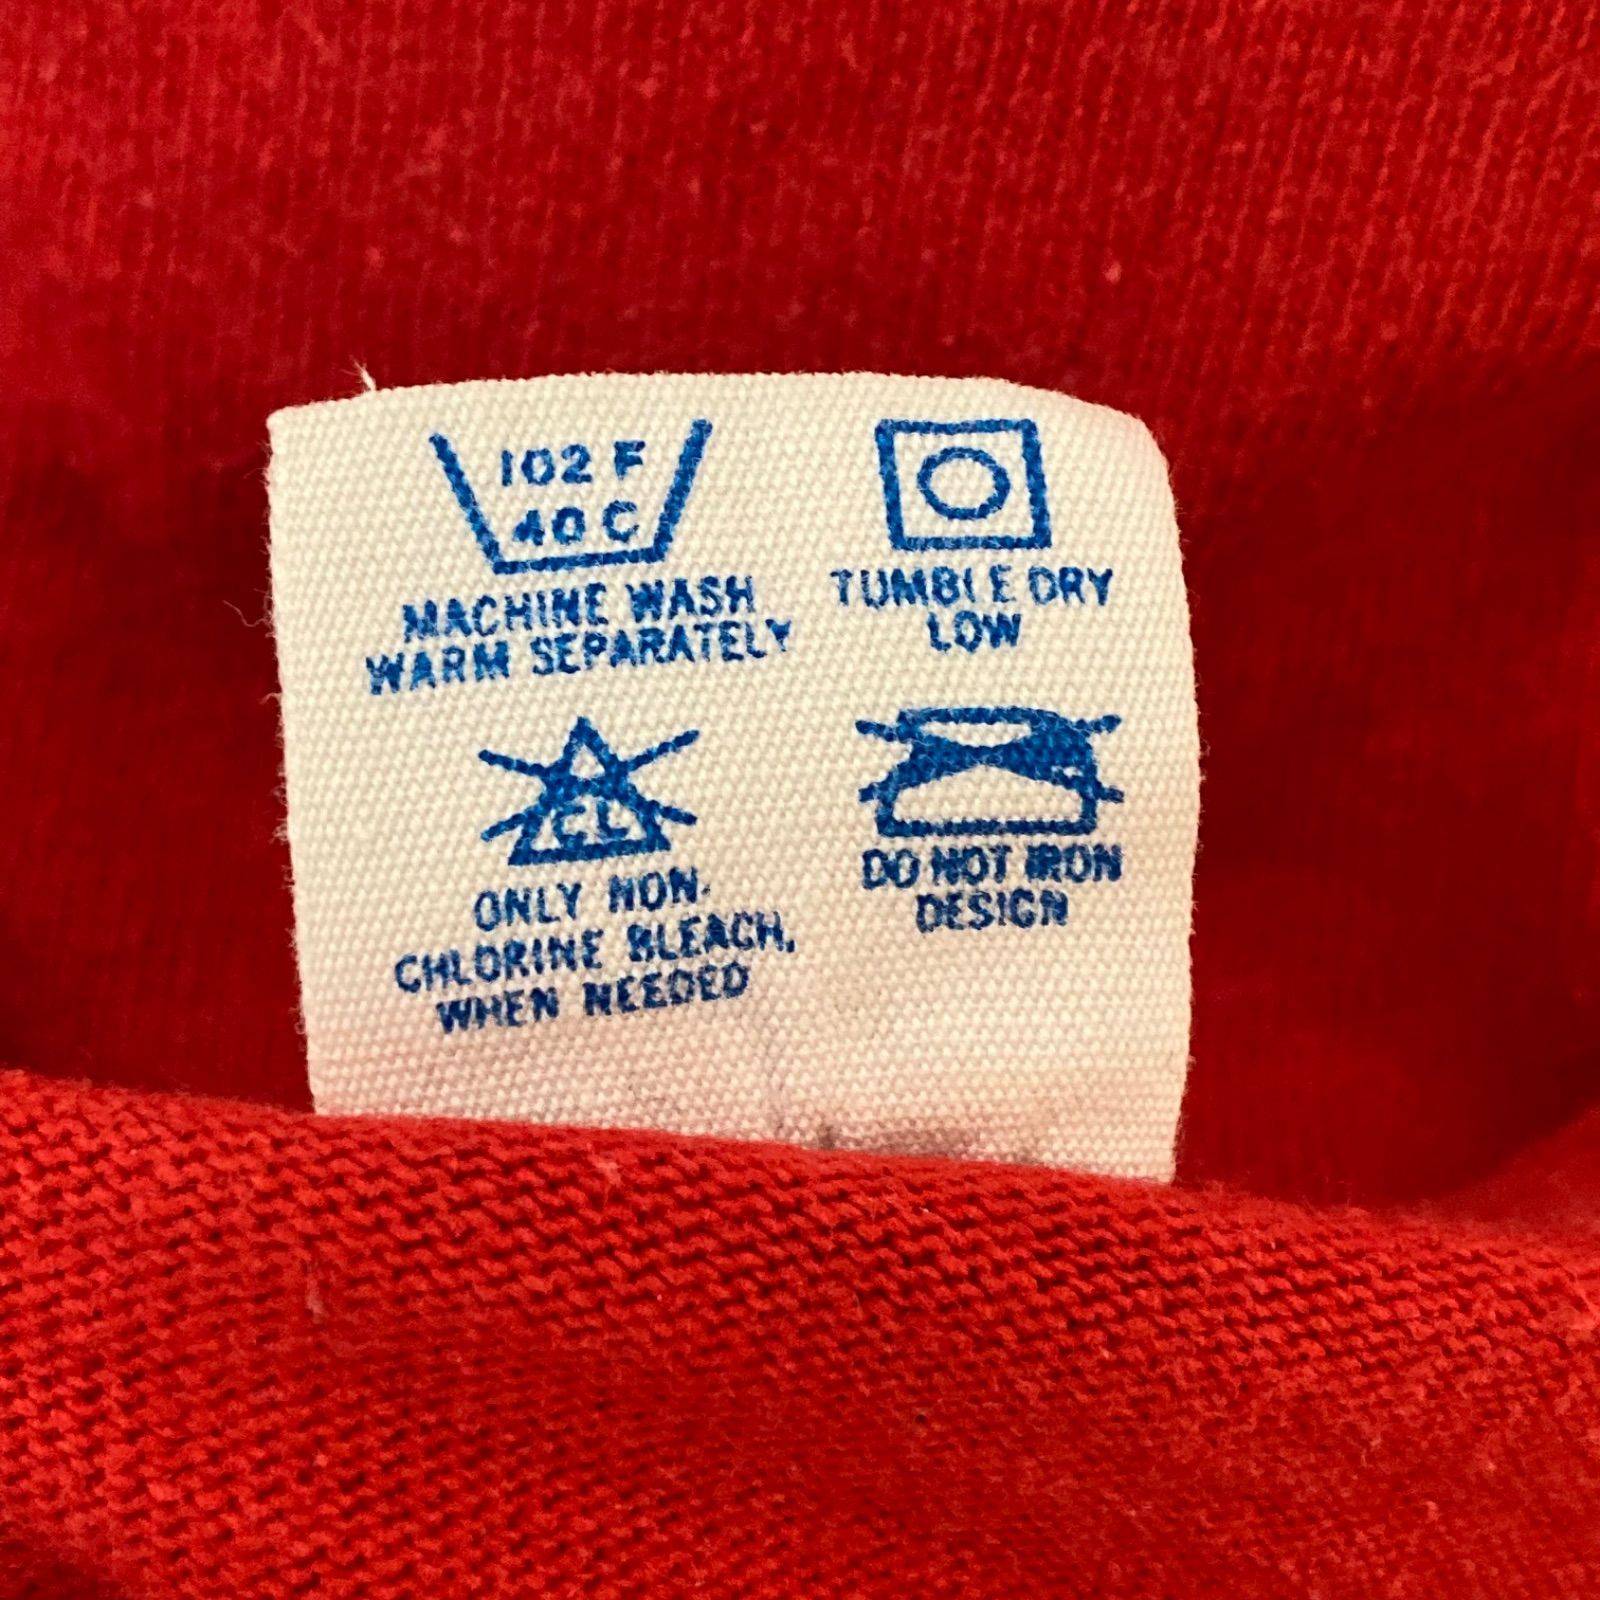 102 F
40 C
MACHINE WASH
WARM SEPARATELY
TUMBLE DRY
LOW
CL
ONLY NON-
CHLORINE BLEACH,
WHEN NEEDED
DO NOT IRON
DESIGN